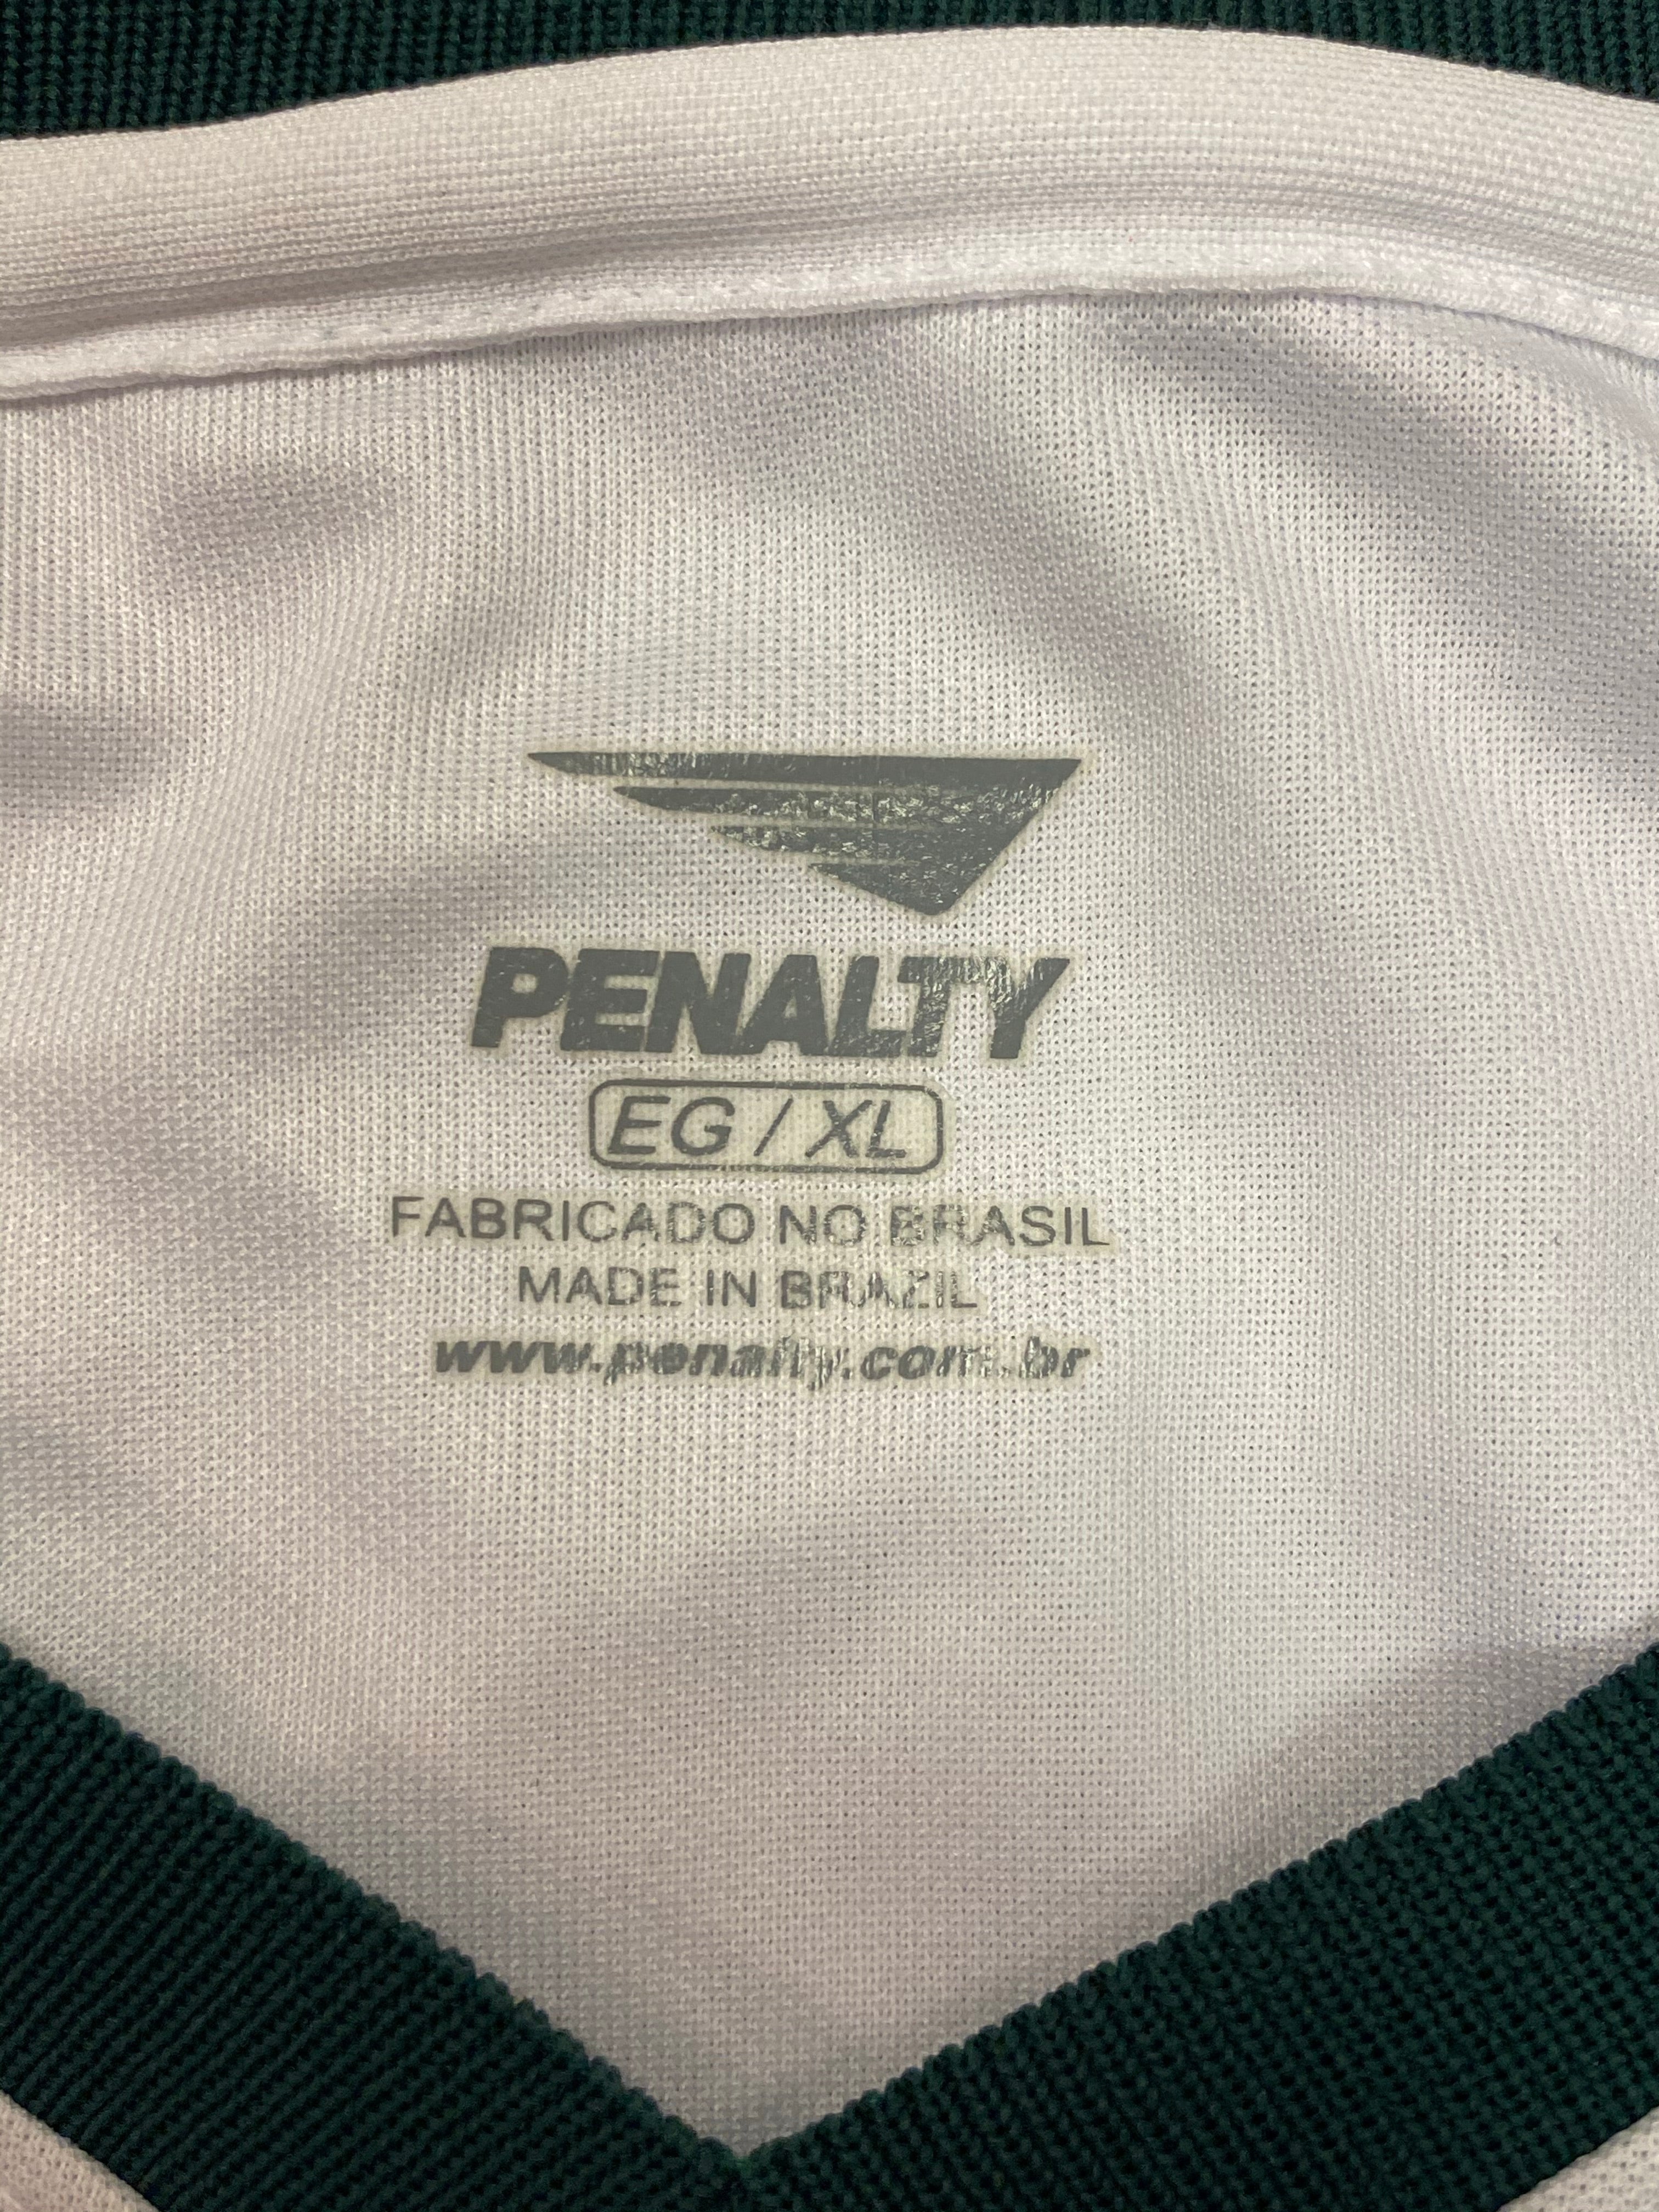 PENALTY
EG / XL
FABRICADO NO BRASIL
MADE IN BRAZIL
www.penalty.com.br